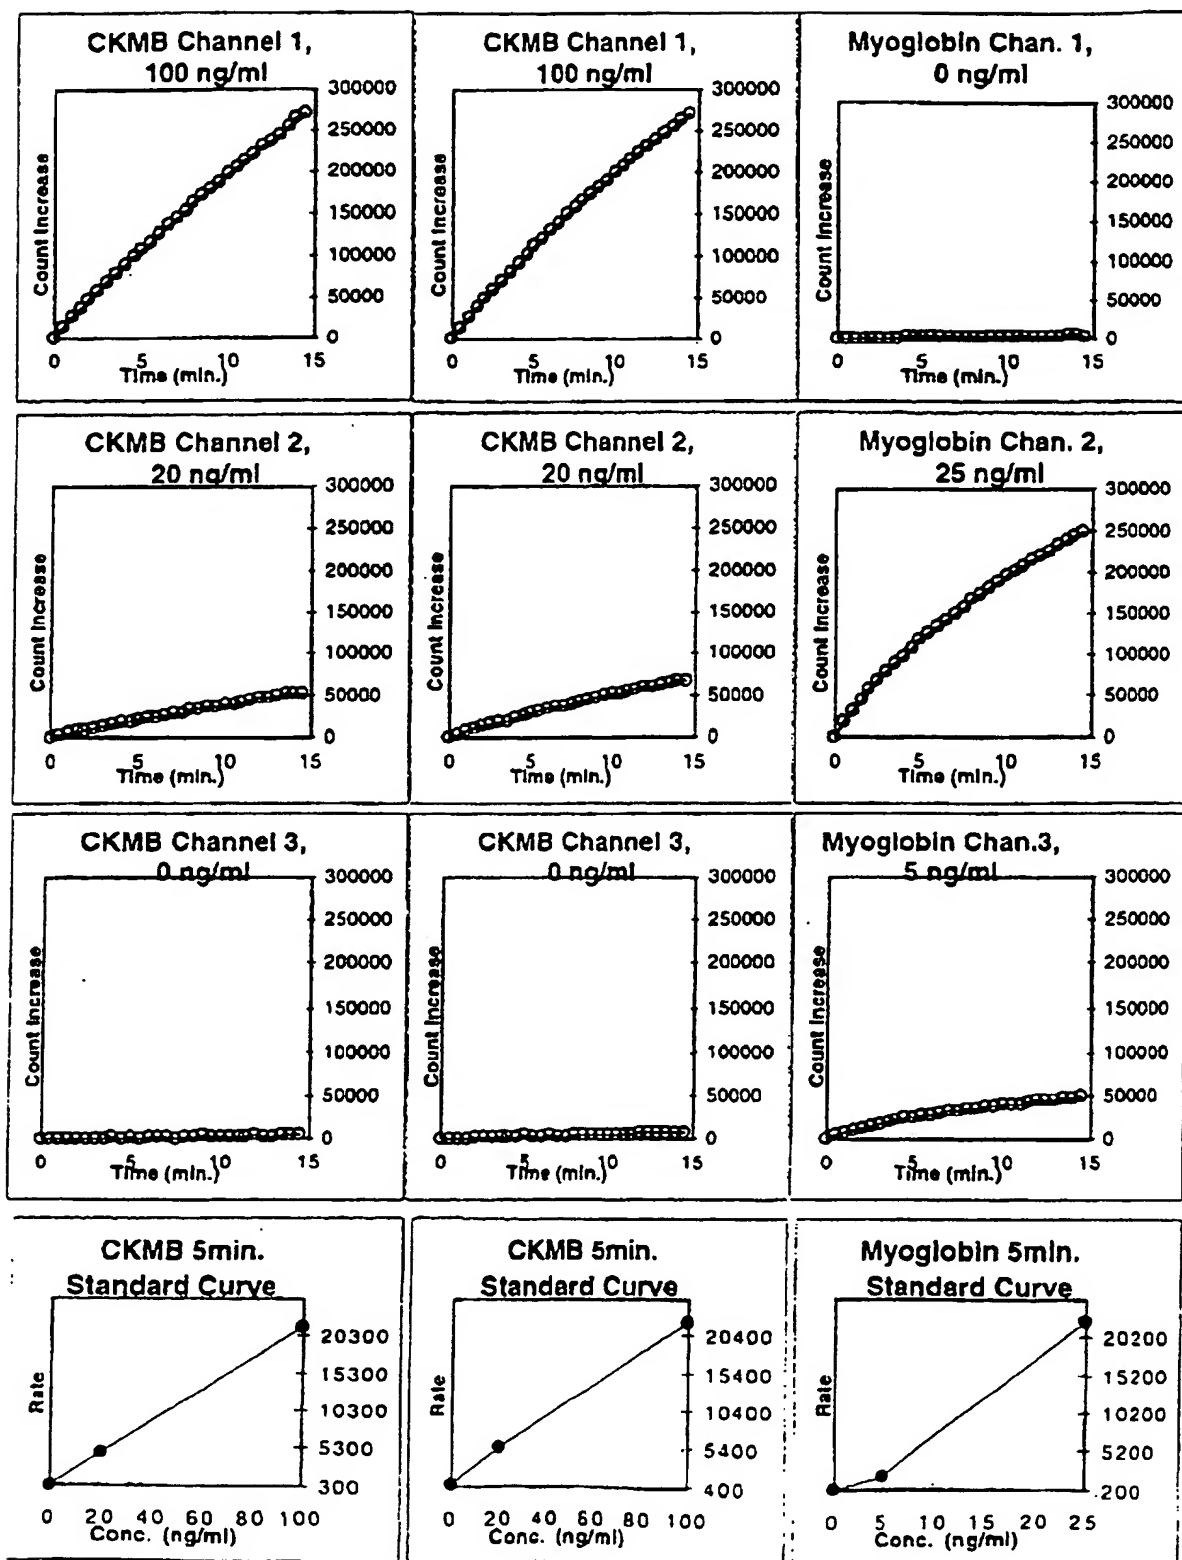 CKMB Channel 1,
100 ng/ml
Count Increase
300000
250000
200000
150000
100000
50000
0
0 5 10 15
Time (min.)
CKMB Channel 1,
100 ng/ml
Count Increase
300000
250000
200000
150000
100000
50000
0
0 5 10 15
Time (min.)
Myoglobin Chan. 1,
0 ng/ml
Count Increase
300000
250000
200000
150000
100000
50000
0
0 5 10 15
Time (min.)
CKMB Channel 2,
20 ng/ml
Count Increase
300000
250000
200000
150000
100000
50000
0
0 5 10 15
Time (min.)
CKMB Channel 2,
20 ng/ml
Count Increase
300000
250000
200000
150000
100000
50000
0
0 5 10 15
Time (min.)
Myoglobin Chan. 2,
25 ng/ml
Count Increase
300000
250000
200000
150000
100000
50000
0
0 5 10 15
Time (min.)
CKMB Channel 3,
0 ng/ml
Count Increase
300000
250000
200000
150000
100000
50000
0
0 5 10 15
Time (min.)
CKMB Channel 3,
0 ng/ml
Count Increase
300000
250000
200000
150000
100000
50000
0
0 5 10 15
Time (min.)
Myoglobin Chan.3,
5 ng/ml
Count Increase
300000
250000
200000
150000
100000
50000
0
0 5 10 15
Time (min.)
CKMB 5min.
Standard Curve
Rate
20300
15300
10300
5300
300
0 20 40 60 80 100
Conc. (ng/ml)
CKMB 5min.
Standard Curve
Rate
20400
15400
10400
5400
400
0 20 40 60 80 100
Conc. (ng/ml)
Myoglobin 5min.
Standard Curve
Rate
20200
15200
10200
5200
200
0 5 10 15 20 25
Conc. (ng/ml)